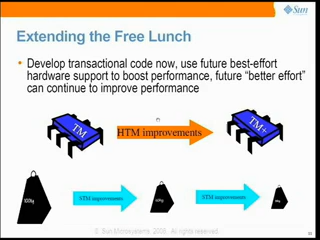 Sun
Extending the Free Lunch
• Develop transactional code now, use future best-effort
hardware support to boost performance, future "better effort"
can continue to improve performance
TM
HTM improvements
TM+
100kg
STM improvements
STM improvements
© Sun Microsystems, 2008. All rights reserved.